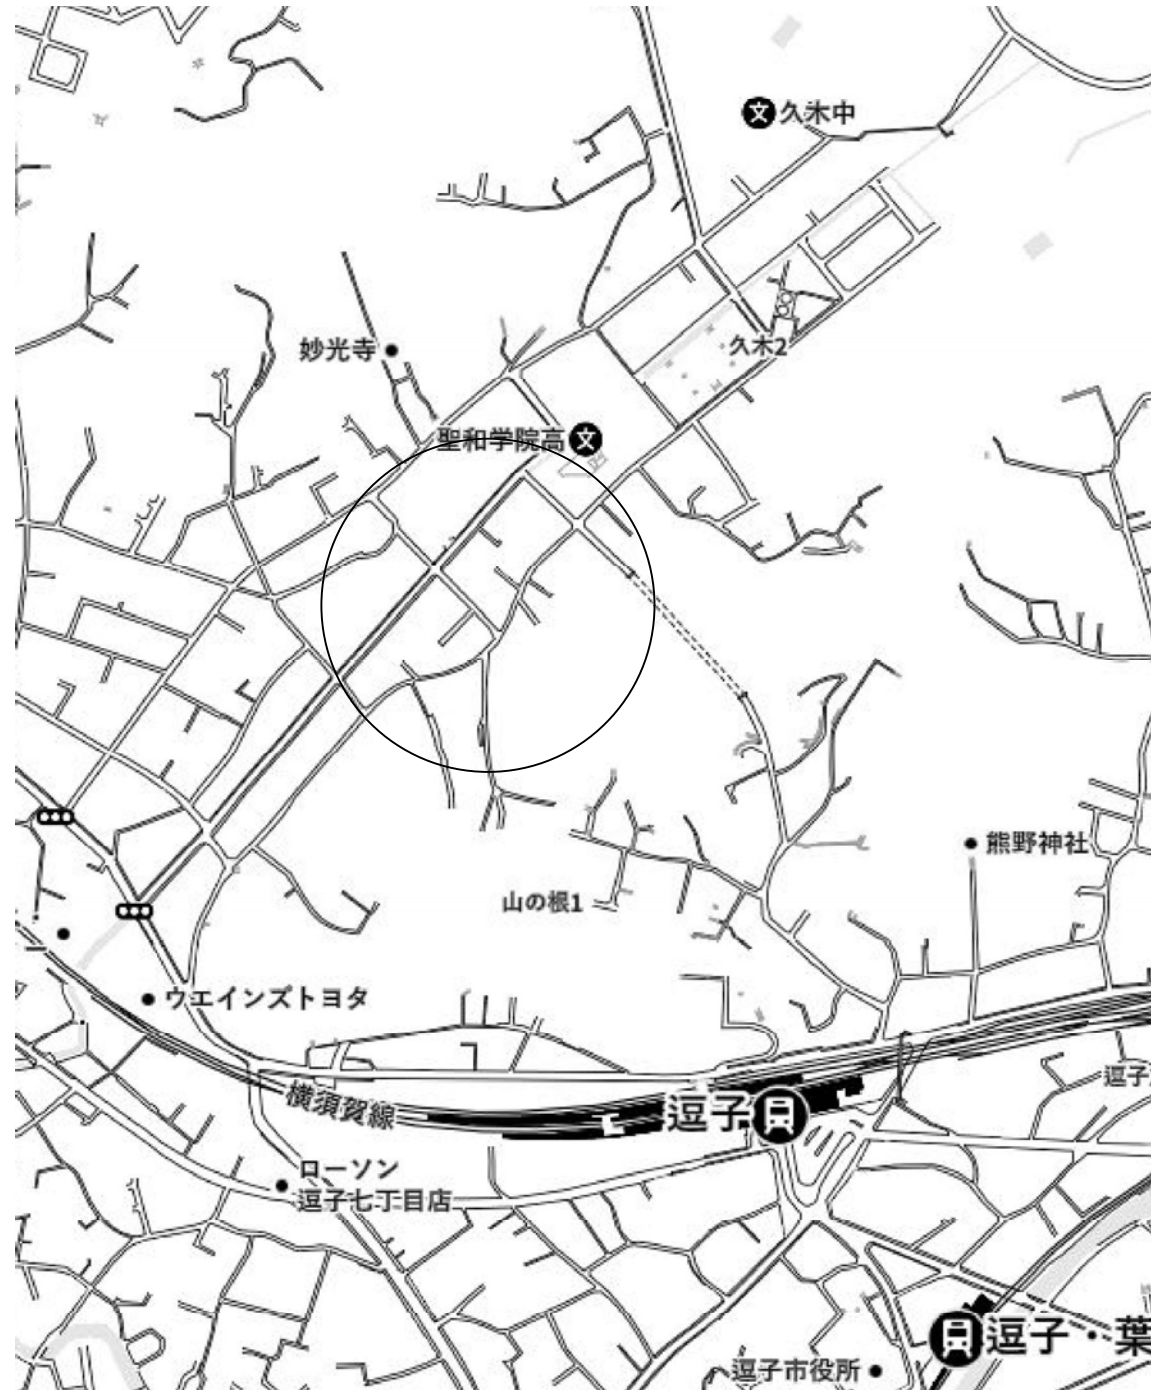 文 久木中
妙光寺
久木2
聖和学院高 文
熊野神社
山の根1
ウエインズトヨタ
逗子
横須賀線
逗子
ローソン
逗子七丁目店
逗子・葉
逗子市役所